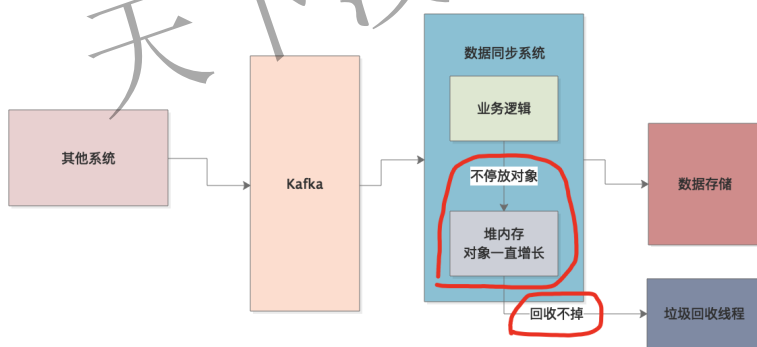 天下
数据同步系统
业务逻辑
其他系统
Kafka
不停放对象
数据存储
堆内存
对象一直增长
回收不掉
垃圾回收线程